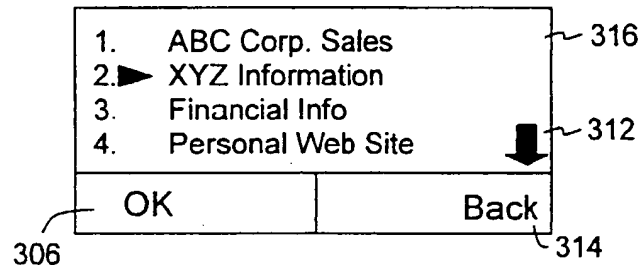 1. ABC Corp. Sales
2. XYZ Information
3. Financial Info
4. Personal Web Site
OK Back
316
312
306
314